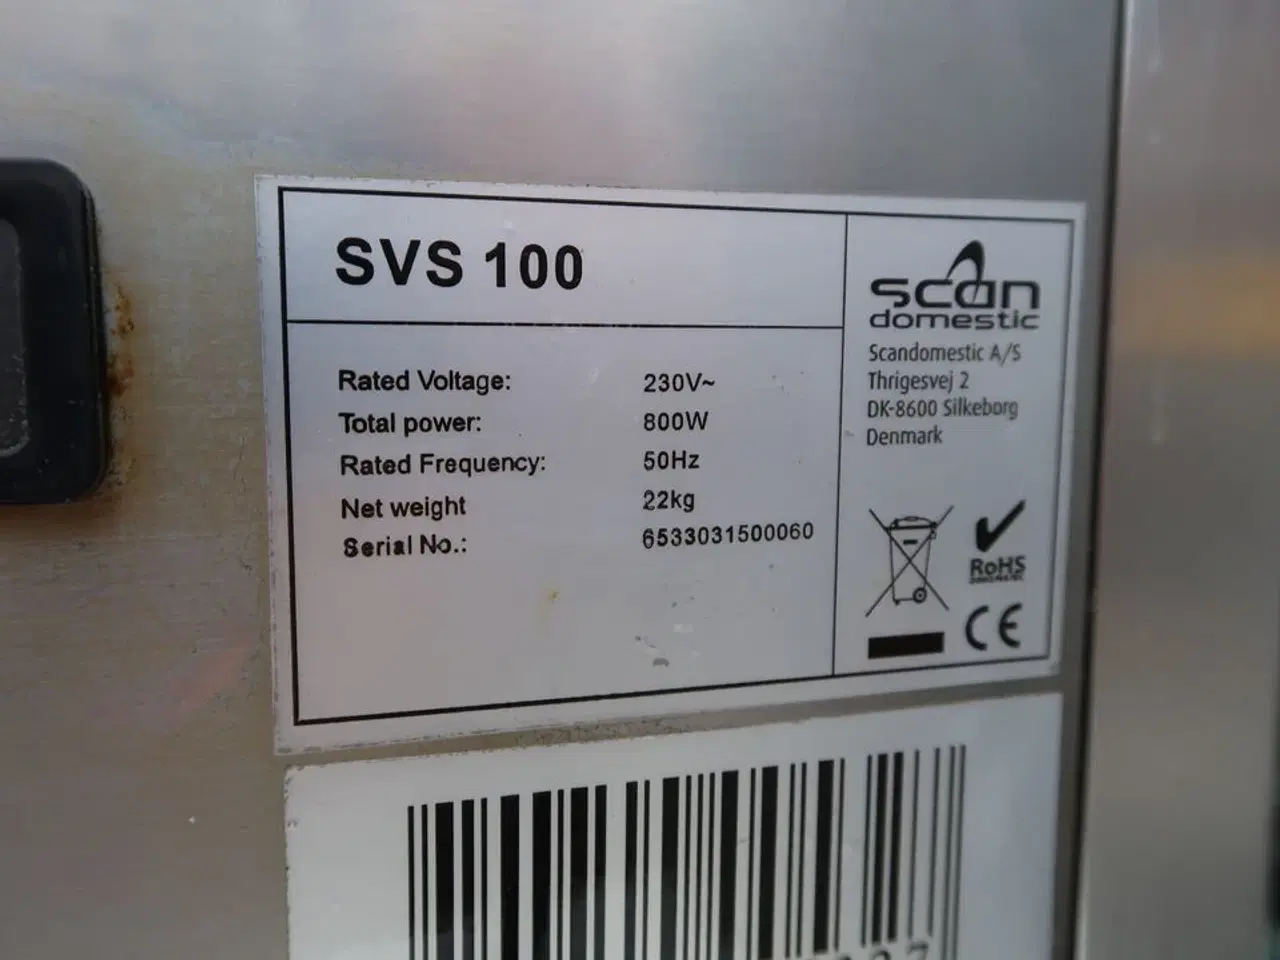 SVS 100
Rated Voltage: 230V~
Total power: 800W
Rated Frequency: 50Hz
Net weight 22kg
Serial No.: 6533031500060
scan
domestic
Scandomestic A/S
Thrigesvej 2
DK-8600 Silkeborg
Denmark
RoHS
CE